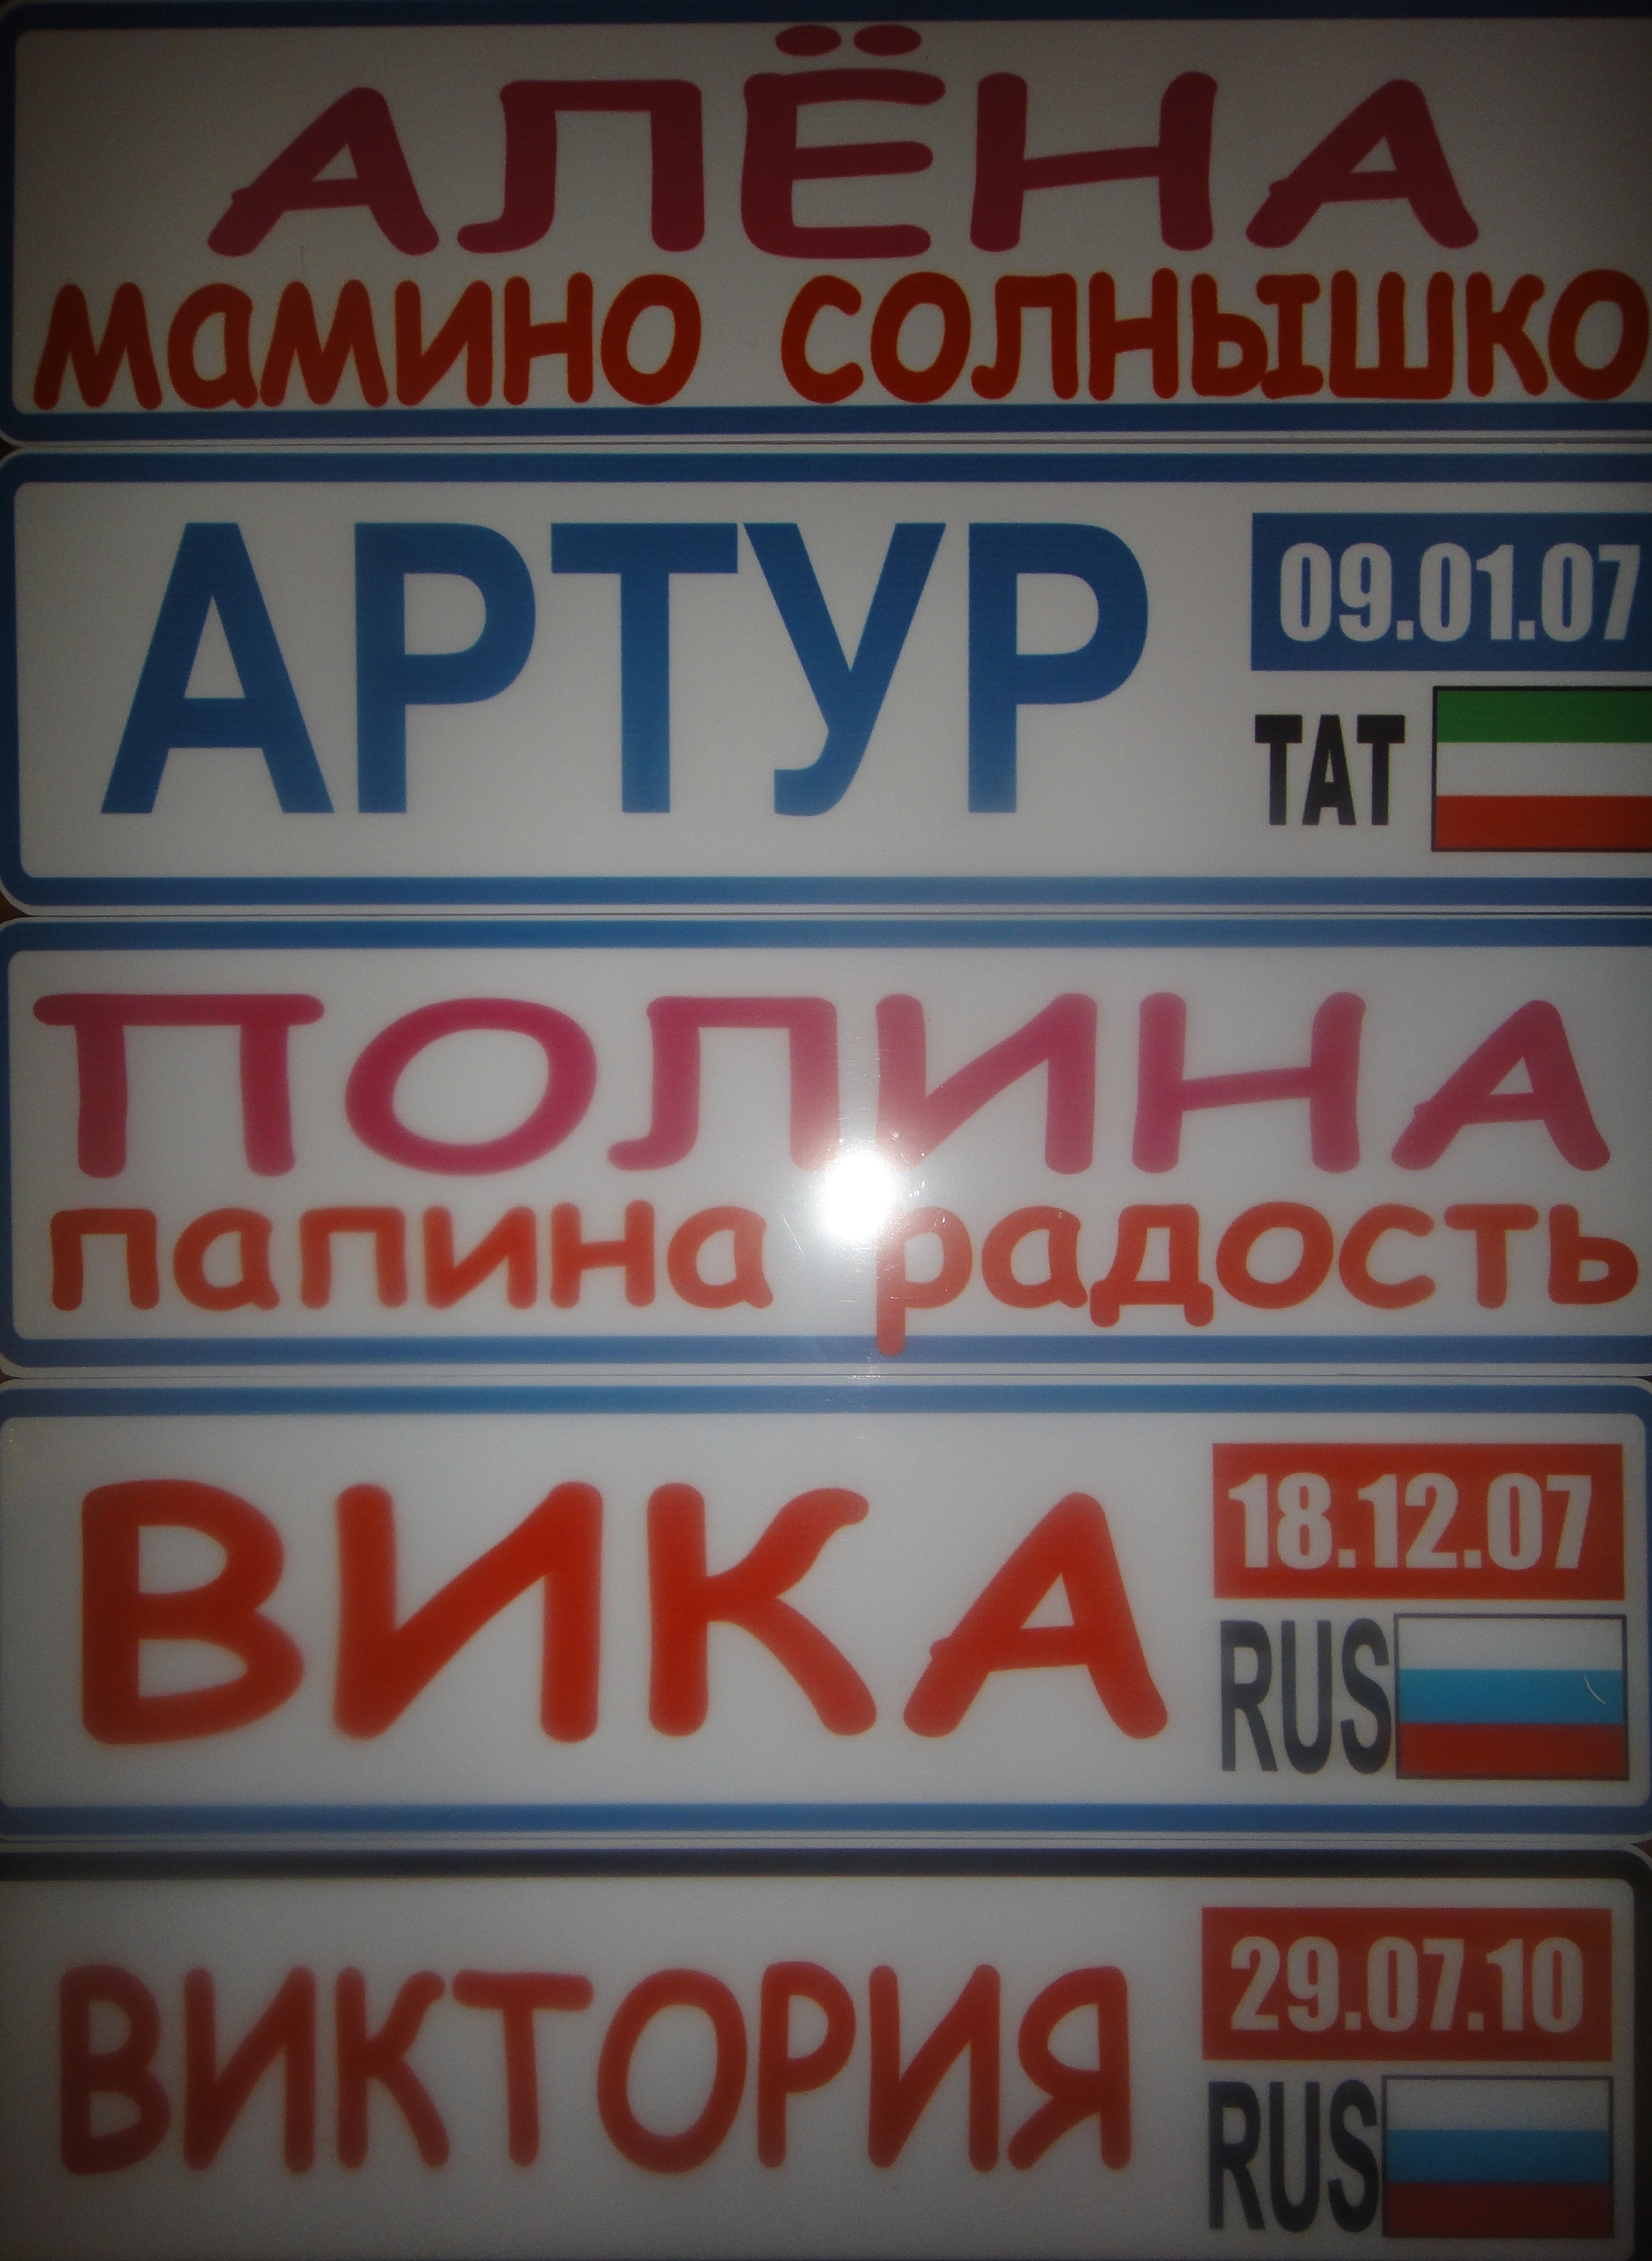 АЛЁНА
мамино солнышко
АРТУР
09.01.07
ТАТ
ПОЛИНА
папина радость
ВИКА
18.12.07
RUS
ВИКТОРИЯ
29.07.10
RUS